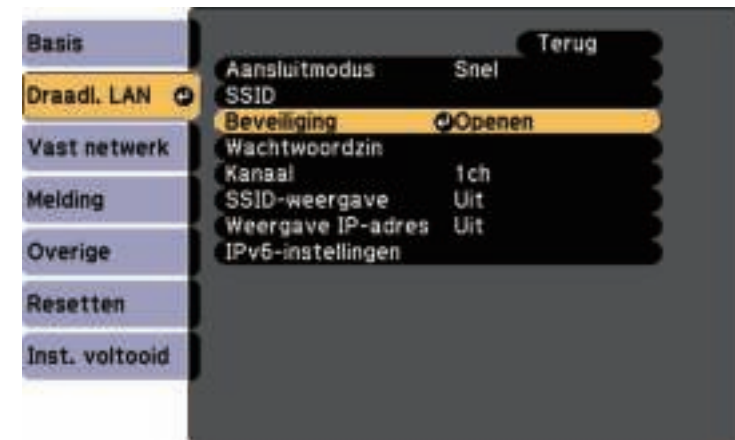 Basis
Draadl. LAN
Vast netwerk
Melding
Overige
Resetten
Inst. voltooid
Terug
Aansluitmodus Snel
SSID
Beveiliging Openen
Wachtwoordzin
Kanaal 1ch
SSID-weergave Uit
Weergave IP-adres Uit
IPv6-instellingen